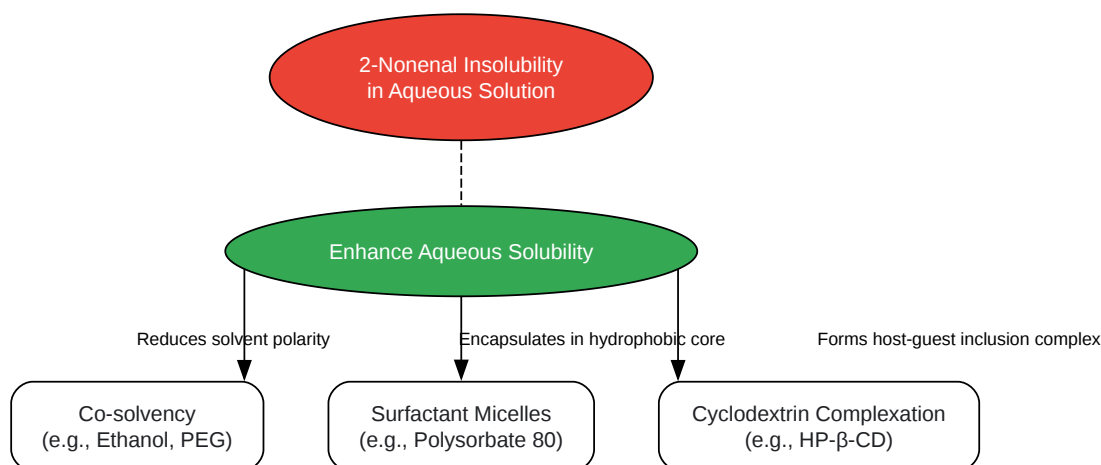 2-Nonenal Insolubility
in Aqueous Solution
Enhance Aqueous Solubility
Reduces solvent polarity
Encapsulates in hydrophobic core
Forms host-guest inclusion complex
Co-solvency
(e.g., Ethanol, PEG)
Surfactant Micelles
(e.g., Polysorbate 80)
Cyclodextrin Complexation
(e.g., HP-β-CD)